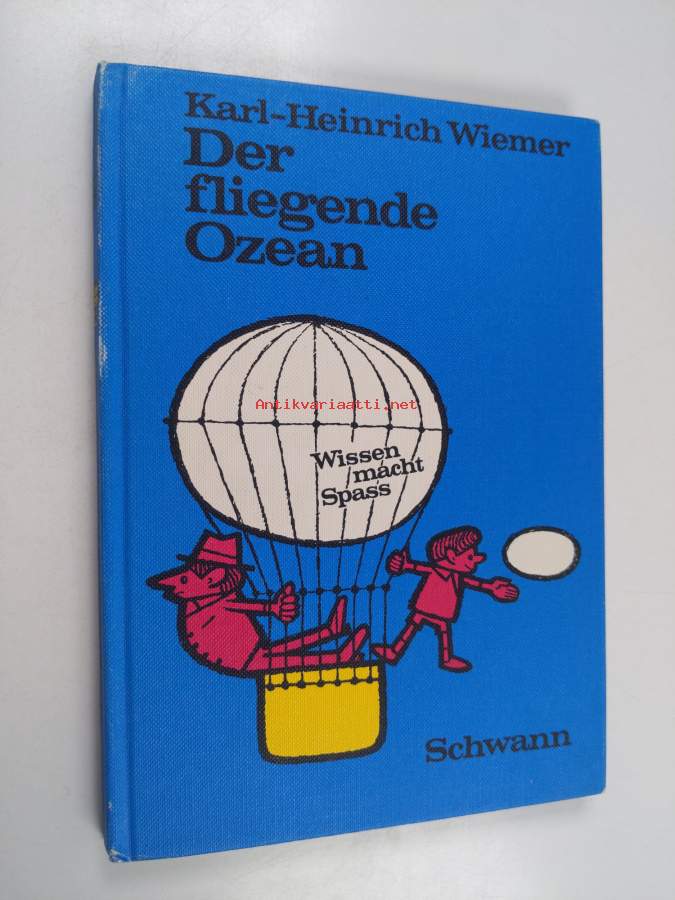 Karl-Heinrich Wiemer
Der
fliegende
Ozean
Antikvariaatti.net
Wissen
macht
Spass
Schwann